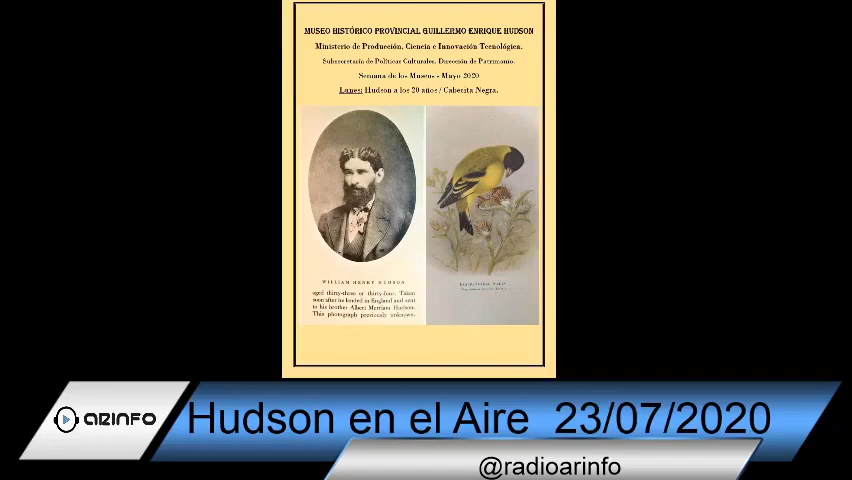 MUSEO HISTÓRICO PROVINCIAL GUILLERMO ENRIQUE HUDSON
Ministerio de Producción, Ciencia e Innovación Tecnológica.
Subsecretaría de Políticas Culturales. Dirección de Patrimonio.
Semana de los Museos - Mayo 2020
Lunes: Hudson a los 20 años / Cabecita Negra.
WILLIAM HENRY HUDSON
aged thirty-three or thirty-four. Taken
soon after he landed in England and sent
to his brother Albert Merriam Hudson.
This photograph previously unknown.
ARINFO
Hudson en el Aire 23/07/2020
@radioarinfo